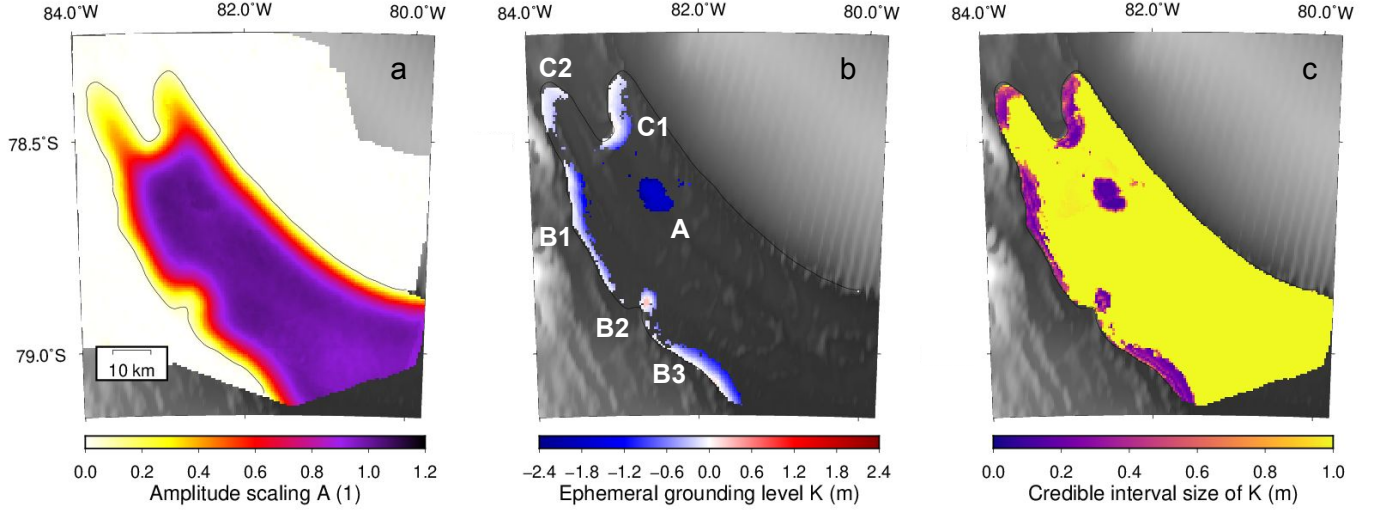 84.0°W 82.0°W 80.0°W
84.0°W 82.0°W 80.0°W
84.0°W 82.0°W 80.0°W
a
b
c
C2
C1
78.5°S
A
B1
B2
B3
79.0°S
10 km
0.0 0.2 0.4 0.6 0.8 1.0 1.2
Amplitude scaling A (1)
−2.4 −1.8 −1.2 −0.6 0.0 0.6 1.2 1.8 2.4
Ephemeral grounding level K (m)
0.0 0.2 0.4 0.6 0.8 1.0
Credible interval size of K (m)